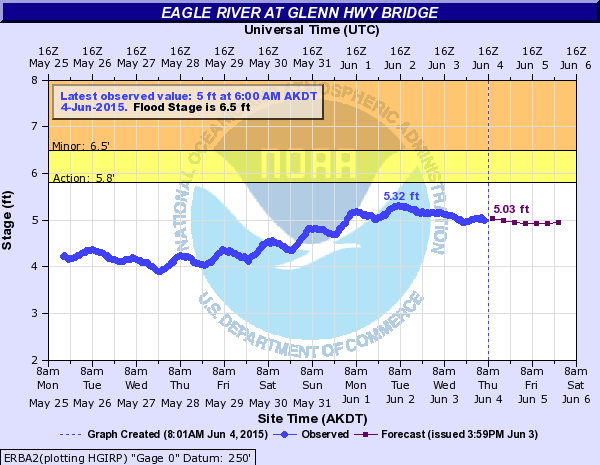 EAGLE RIVER AT GLENN HWY BRIDGE
Universal Time (UTC)
16Z 16Z 16Z 16Z 16Z 16Z 16Z 16Z 16Z 16Z 16Z 16Z 16Z
May 25 May 26 May 27 May 28 May 29 May 30 May 31 Jun 1 Jun 2 Jun 3 Jun 4 Jun 5 Jun 6
Stage (ft)
8
7
6
5
4
3
2
Latest observed value: 5 ft at 6:00 AM AKDT
4-Jun-2015. Flood Stage is 6.5 ft
Minor: 6.5'
Action: 5.8'
NATIONAL OCEANIC AND ATMOSPHERIC ADMINISTRATION
NOAA
U.S. DEPARTMENT OF COMMERCE
5.32 ft
5.03 ft
8am 8am 8am 8am 8am 8am 8am 8am 8am 8am 8am 8am 8am
Mon Tue Wed Thu Fri Sat Sun Mon Tue Wed Thu Fri Sat
May 25 May 26 May 27 May 28 May 29 May 30 May 31 Jun 1 Jun 2 Jun 3 Jun 4 Jun 5 Jun 6
Site Time (AKDT)
Graph Created (8:01AM Jun 4, 2015) Observed Forecast (issued 3:59PM Jun 3)
ERBA2(plotting HGIRP) "Gage 0" Datum: 250'